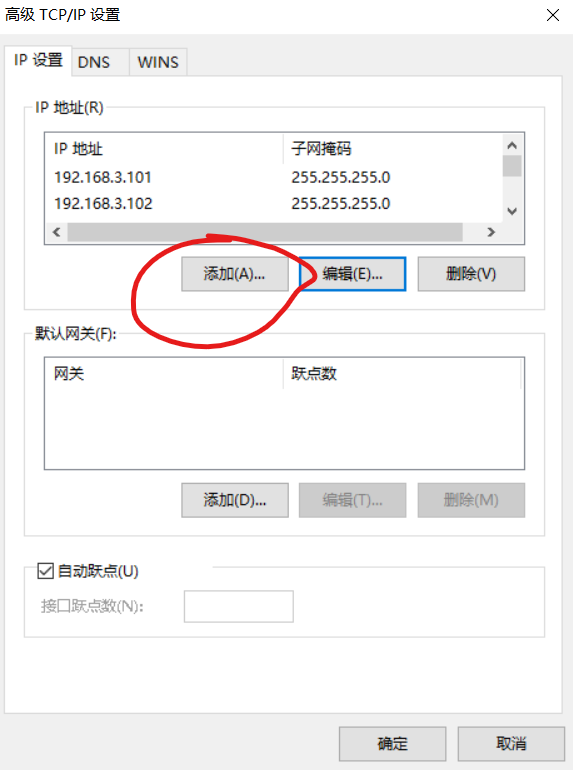 高级 TCP/IP 设置
IP 设置 DNS WINS
IP 地址(R)
IP 地址 子网掩码
192.168.3.101 255.255.255.0
192.168.3.102 255.255.255.0
添加(A)... 编辑(E)... 删除(V)
默认网关(F):
网关 跃点数
添加(D)... 编辑(T)... 删除(M)
自动跃点(U)
接口跃点数(N):
确定 取消